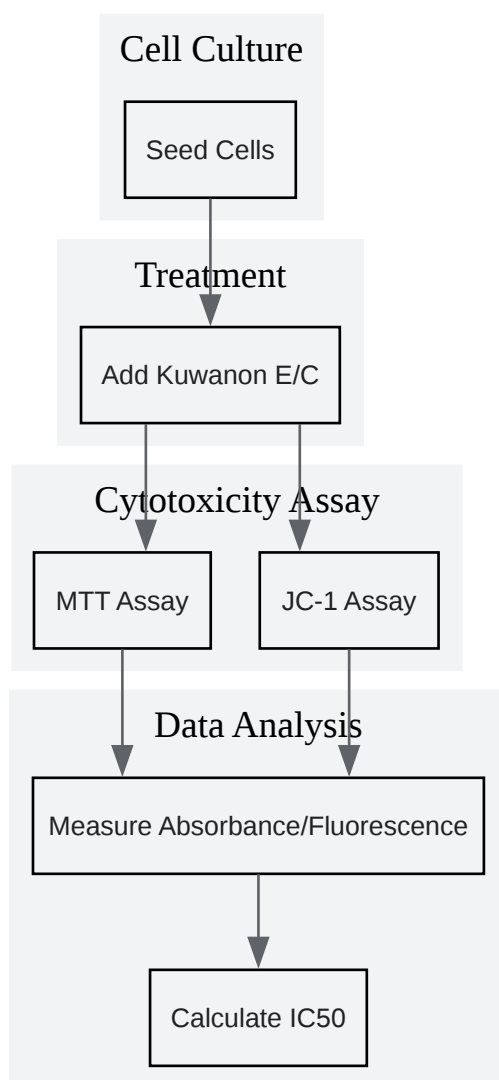 Cell Culture
Seed Cells
Treatment
Add Kuwanon E/C
Cytotoxicity Assay
MTT Assay
JC-1 Assay
Data Analysis
Measure Absorbance/Fluorescence
Calculate IC50